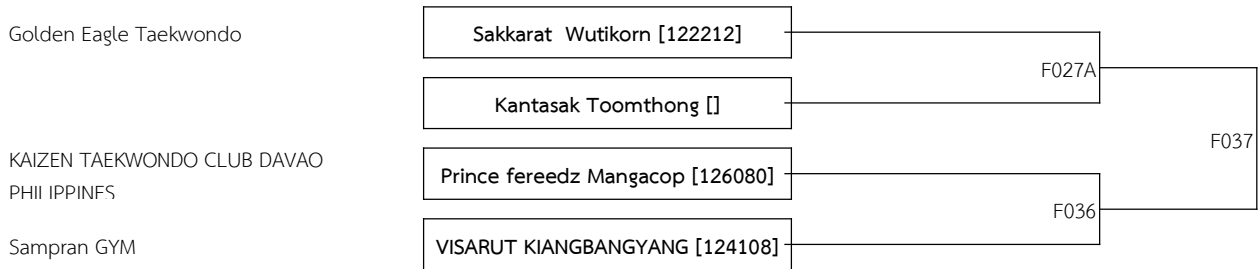 Golden Eagle Taekwondo
Sakkarat Wutikorn [122212]
F027A
Kantasak Toomthong []
F037
KAIZEN TAEKWONDO CLUB DAVAO
PHILIPPINES
Prince fereedz Mangacop [126080]
F036
Sampran GYM
VISARUT KIANGBANGYANG [124108]